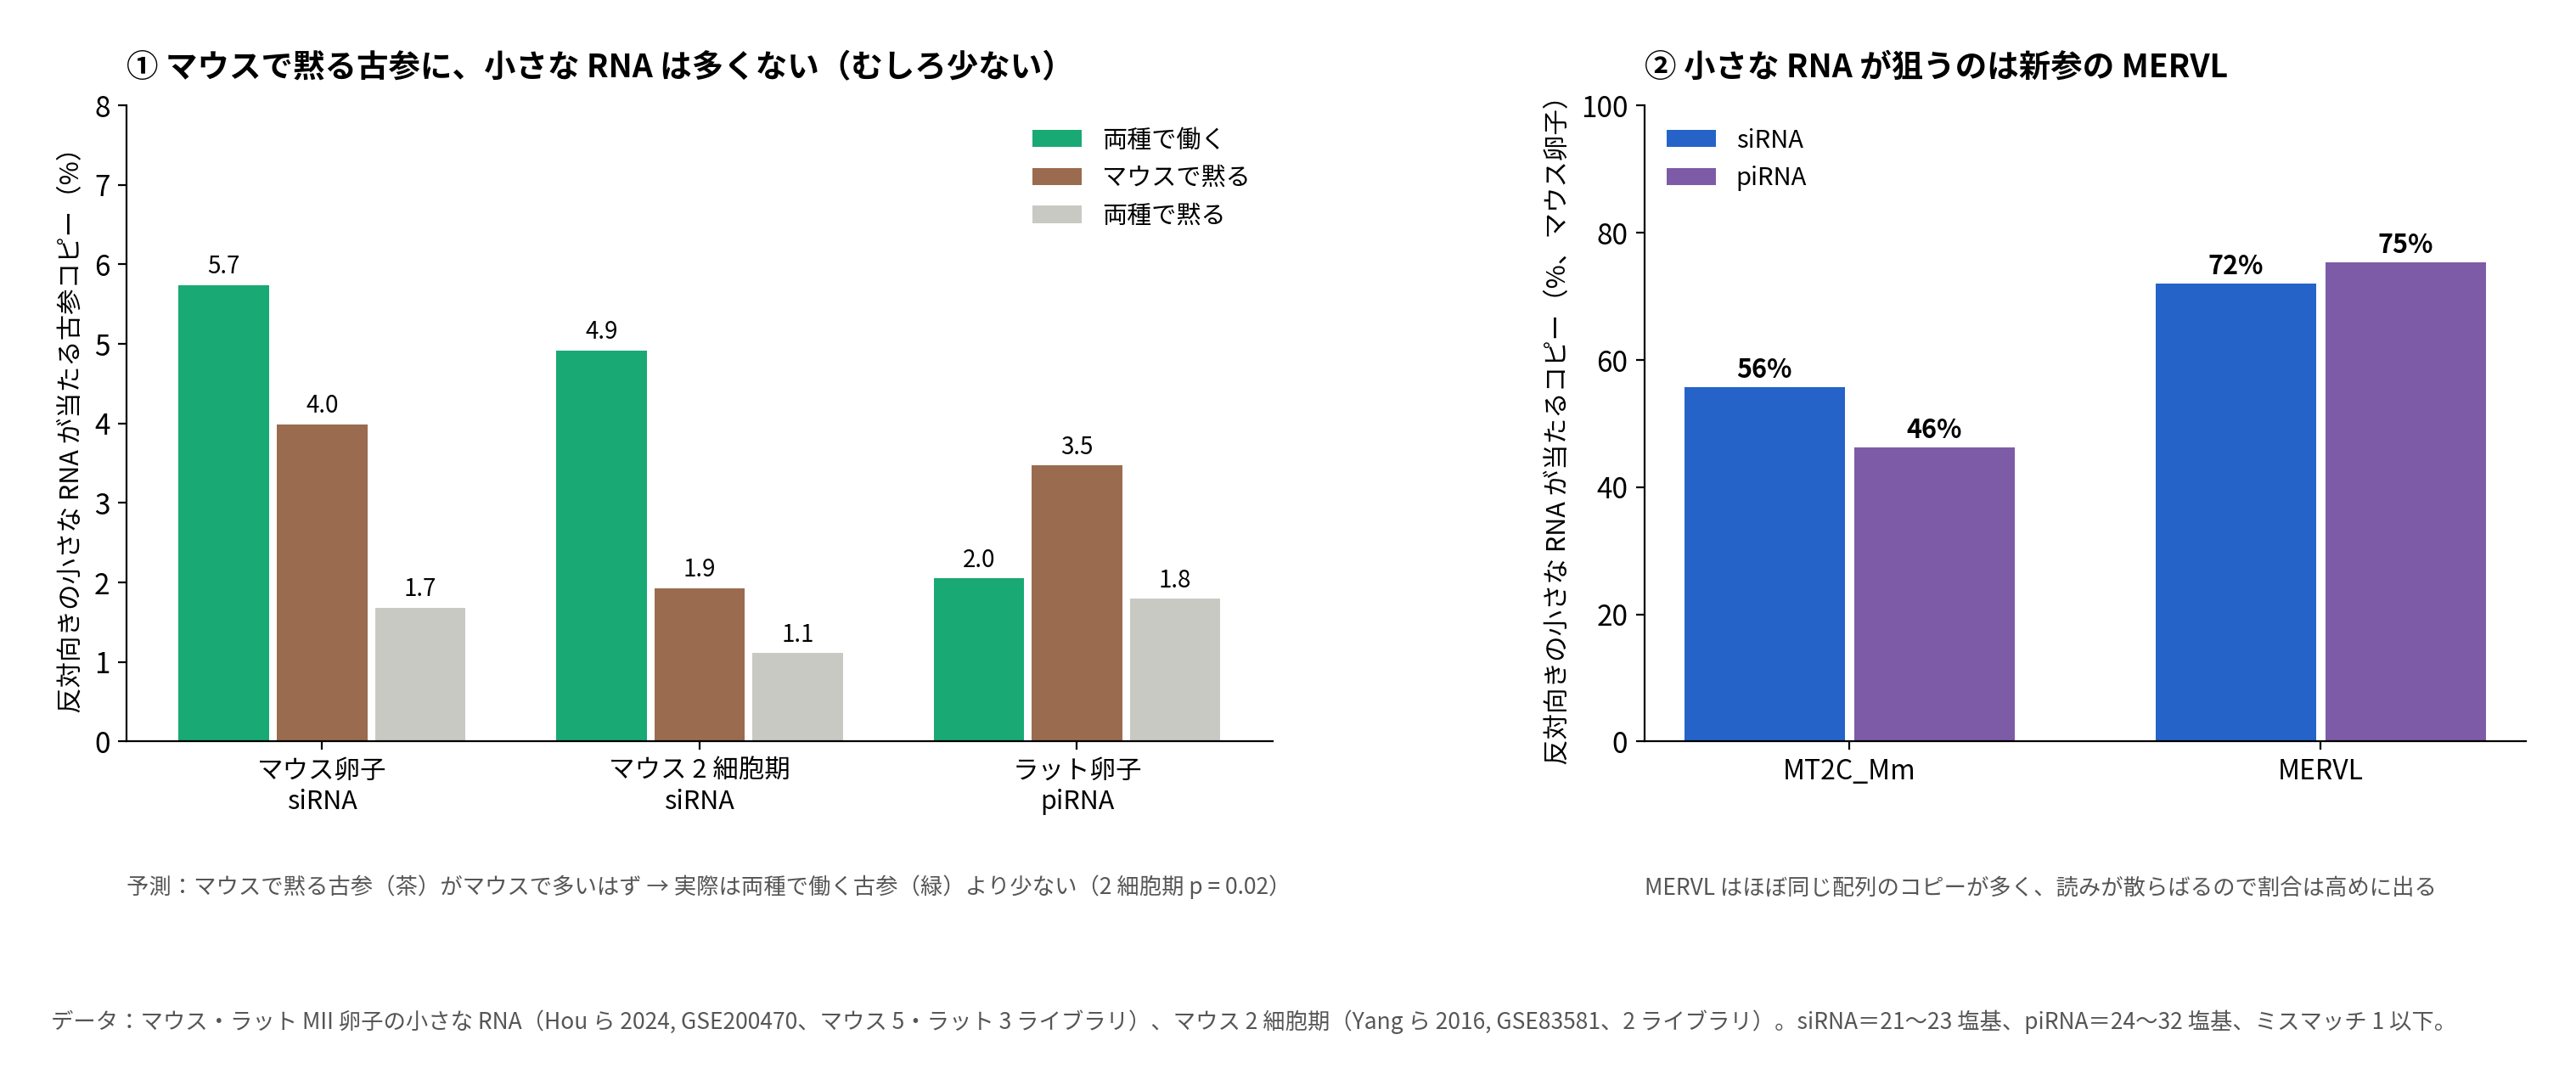 ① マウスで黙る古参に、小さな RNA は多くない（むしろ少ない）
反対向きの小さな RNA が当たる古参コピー（%）
8
7
6
5
4
3
2
1
0
両種で働く
マウスで黙る
両種で黙る
5.7
4.0
1.7
4.9
1.9
1.1
2.0
3.5
1.8
マウス卵子
siRNA
マウス 2 細胞期
siRNA
ラット卵子
piRNA
予測：マウスで黙る古参（茶）がマウスで多いはず → 実際は両種で働く古参（緑）より少ない（2 細胞期 p = 0.02）
② 小さな RNA が狙うのは新参の MERVL
反対向きの小さな RNA が当たるコピー（%、マウス卵子）
100
80
60
40
20
0
siRNA
piRNA
56%
46%
72%
75%
MT2C_Mm
MERVL
MERVL はほぼ同じ配列のコピーが多く、読みが散らばるので割合は高めに出る
データ：マウス・ラット MII 卵子の小さな RNA（Hou ら 2024, GSE200470、マウス 5・ラット 3 ライブラリ）、マウス 2 細胞期（Yang ら 2016, GSE83581、2 ライブラリ）。siRNA＝21〜23 塩基、piRNA＝24〜32 塩基、ミスマッチ 1 以下。